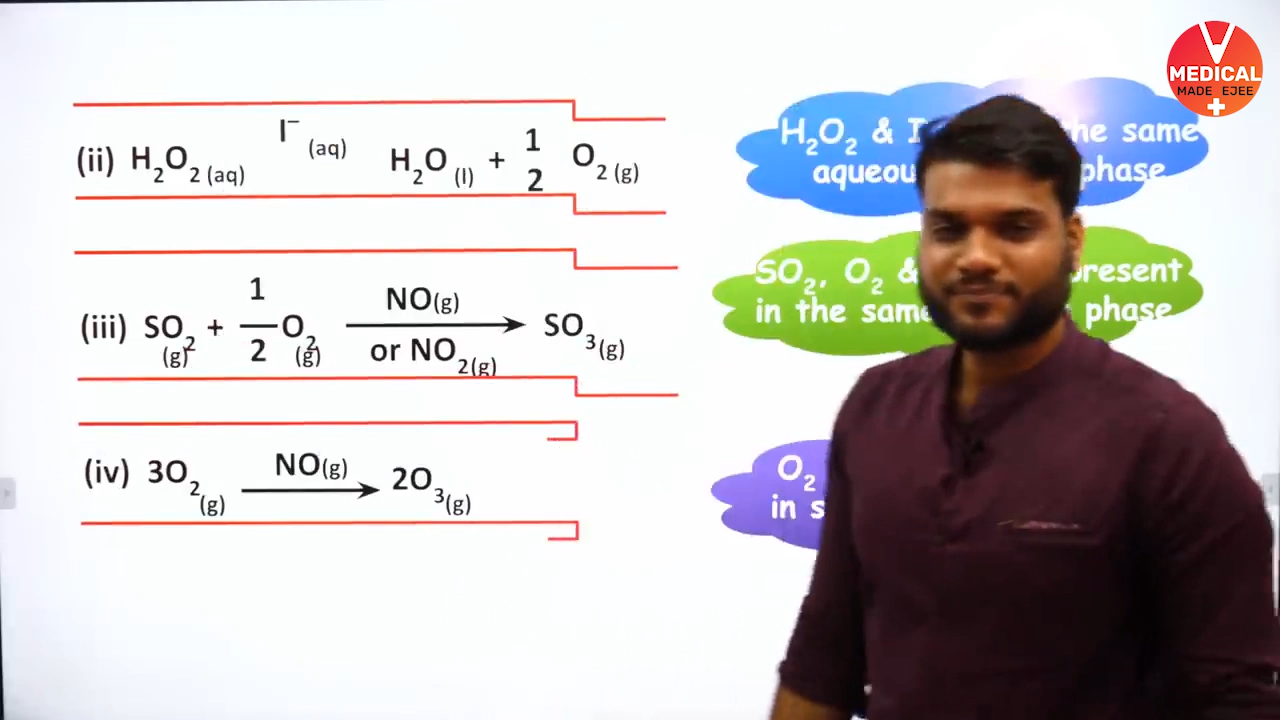 MEDICAL
MADE EJEE
I⁻ (aq)
(ii) H₂O₂ (aq) H₂O (l) + 1/2 O₂ (g)
H₂O₂ & I the same
phase
(iii) SO₂ (g) + 1/2 O₂ (g) NO(g) or NO₂(g) SO₃(g)
SO₂, O₂ & present
in the same phase
(iv) 3O₂(g) NO(g) 2O₃(g)
O₂
in